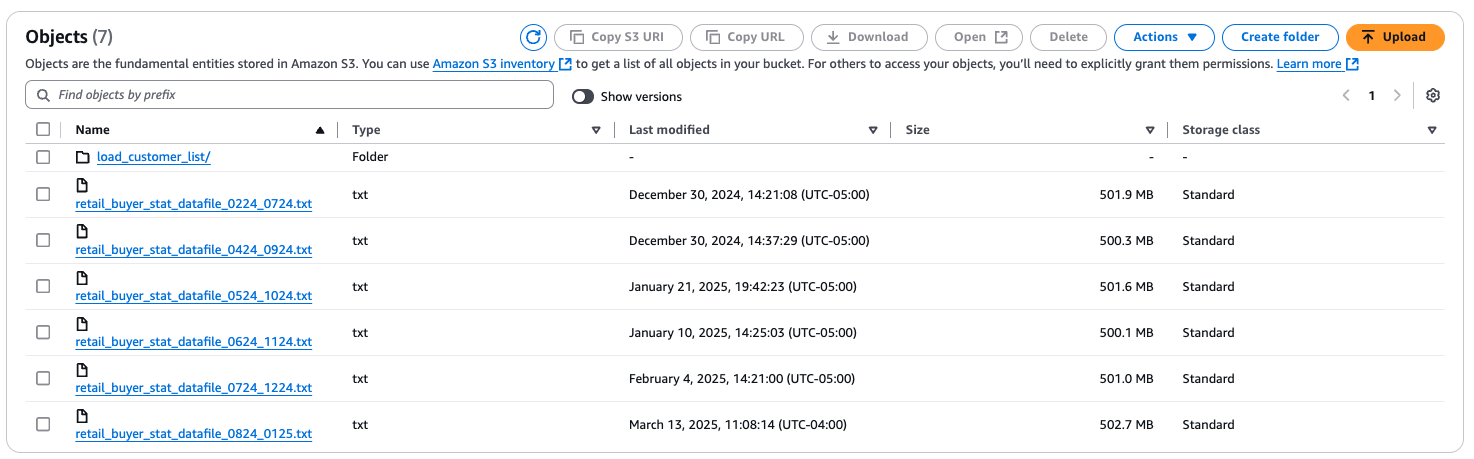 Objects (7)
Copy S3 URI
Copy URL
Download
Open
Delete
Actions
Create folder
Upload
Objects are the fundamental entities stored in Amazon S3. You can use Amazon S3 inventory to get a list of all objects in your bucket. For others to access your objects, you'll need to explicitly grant them permissions. Learn more
Find objects by prefix
Show versions
1
Name Type Last modified Size Storage class
load_customer_list/ Folder - - -
retail_buyer_stat_datafile_0224_0724.txt txt December 30, 2024, 14:21:08 (UTC-05:00) 501.9 MB Standard
retail_buyer_stat_datafile_0424_0924.txt txt December 30, 2024, 14:37:29 (UTC-05:00) 500.3 MB Standard
retail_buyer_stat_datafile_0524_1024.txt txt January 21, 2025, 19:42:23 (UTC-05:00) 501.6 MB Standard
retail_buyer_stat_datafile_0624_1124.txt txt January 10, 2025, 14:25:03 (UTC-05:00) 500.1 MB Standard
retail_buyer_stat_datafile_0724_1224.txt txt February 4, 2025, 14:21:00 (UTC-05:00) 501.0 MB Standard
retail_buyer_stat_datafile_0824_0125.txt txt March 13, 2025, 11:08:14 (UTC-04:00) 502.7 MB Standard